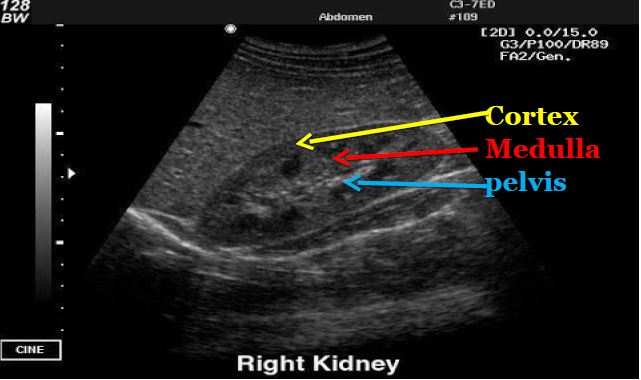 128
BW
Abdomen
C3-7ED
#109
[2D] 0.0/15.0
G3/P100/DR89
FA2/Gen.
Cortex
Medulla
pelvis
CINE
Right Kidney